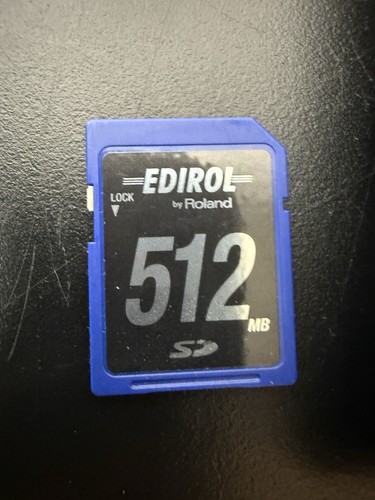 EDIROL
LOCK
by Roland
512
MB
SD